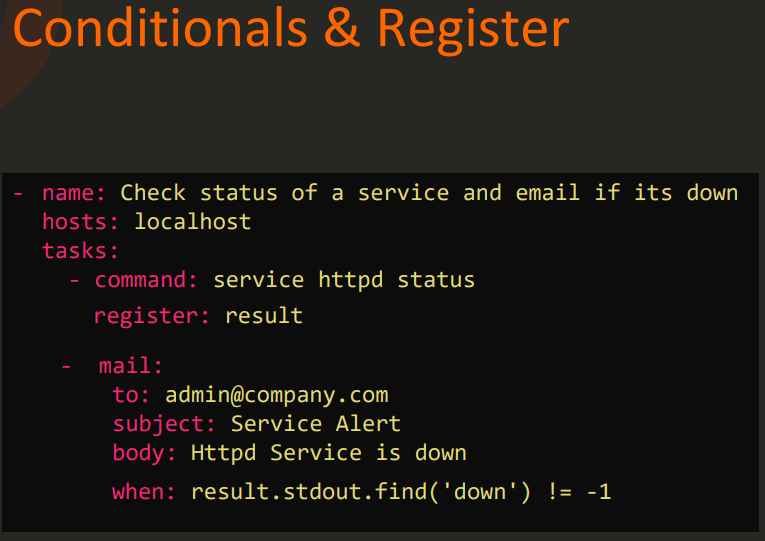 Conditionals & Register
- name: Check status of a service and email if its down
hosts: localhost
tasks:
- command: service httpd status
register: result
- mail:
to: admin@company.com
subject: Service Alert
body: Httpd Service is down
when: result.stdout.find('down') != -1